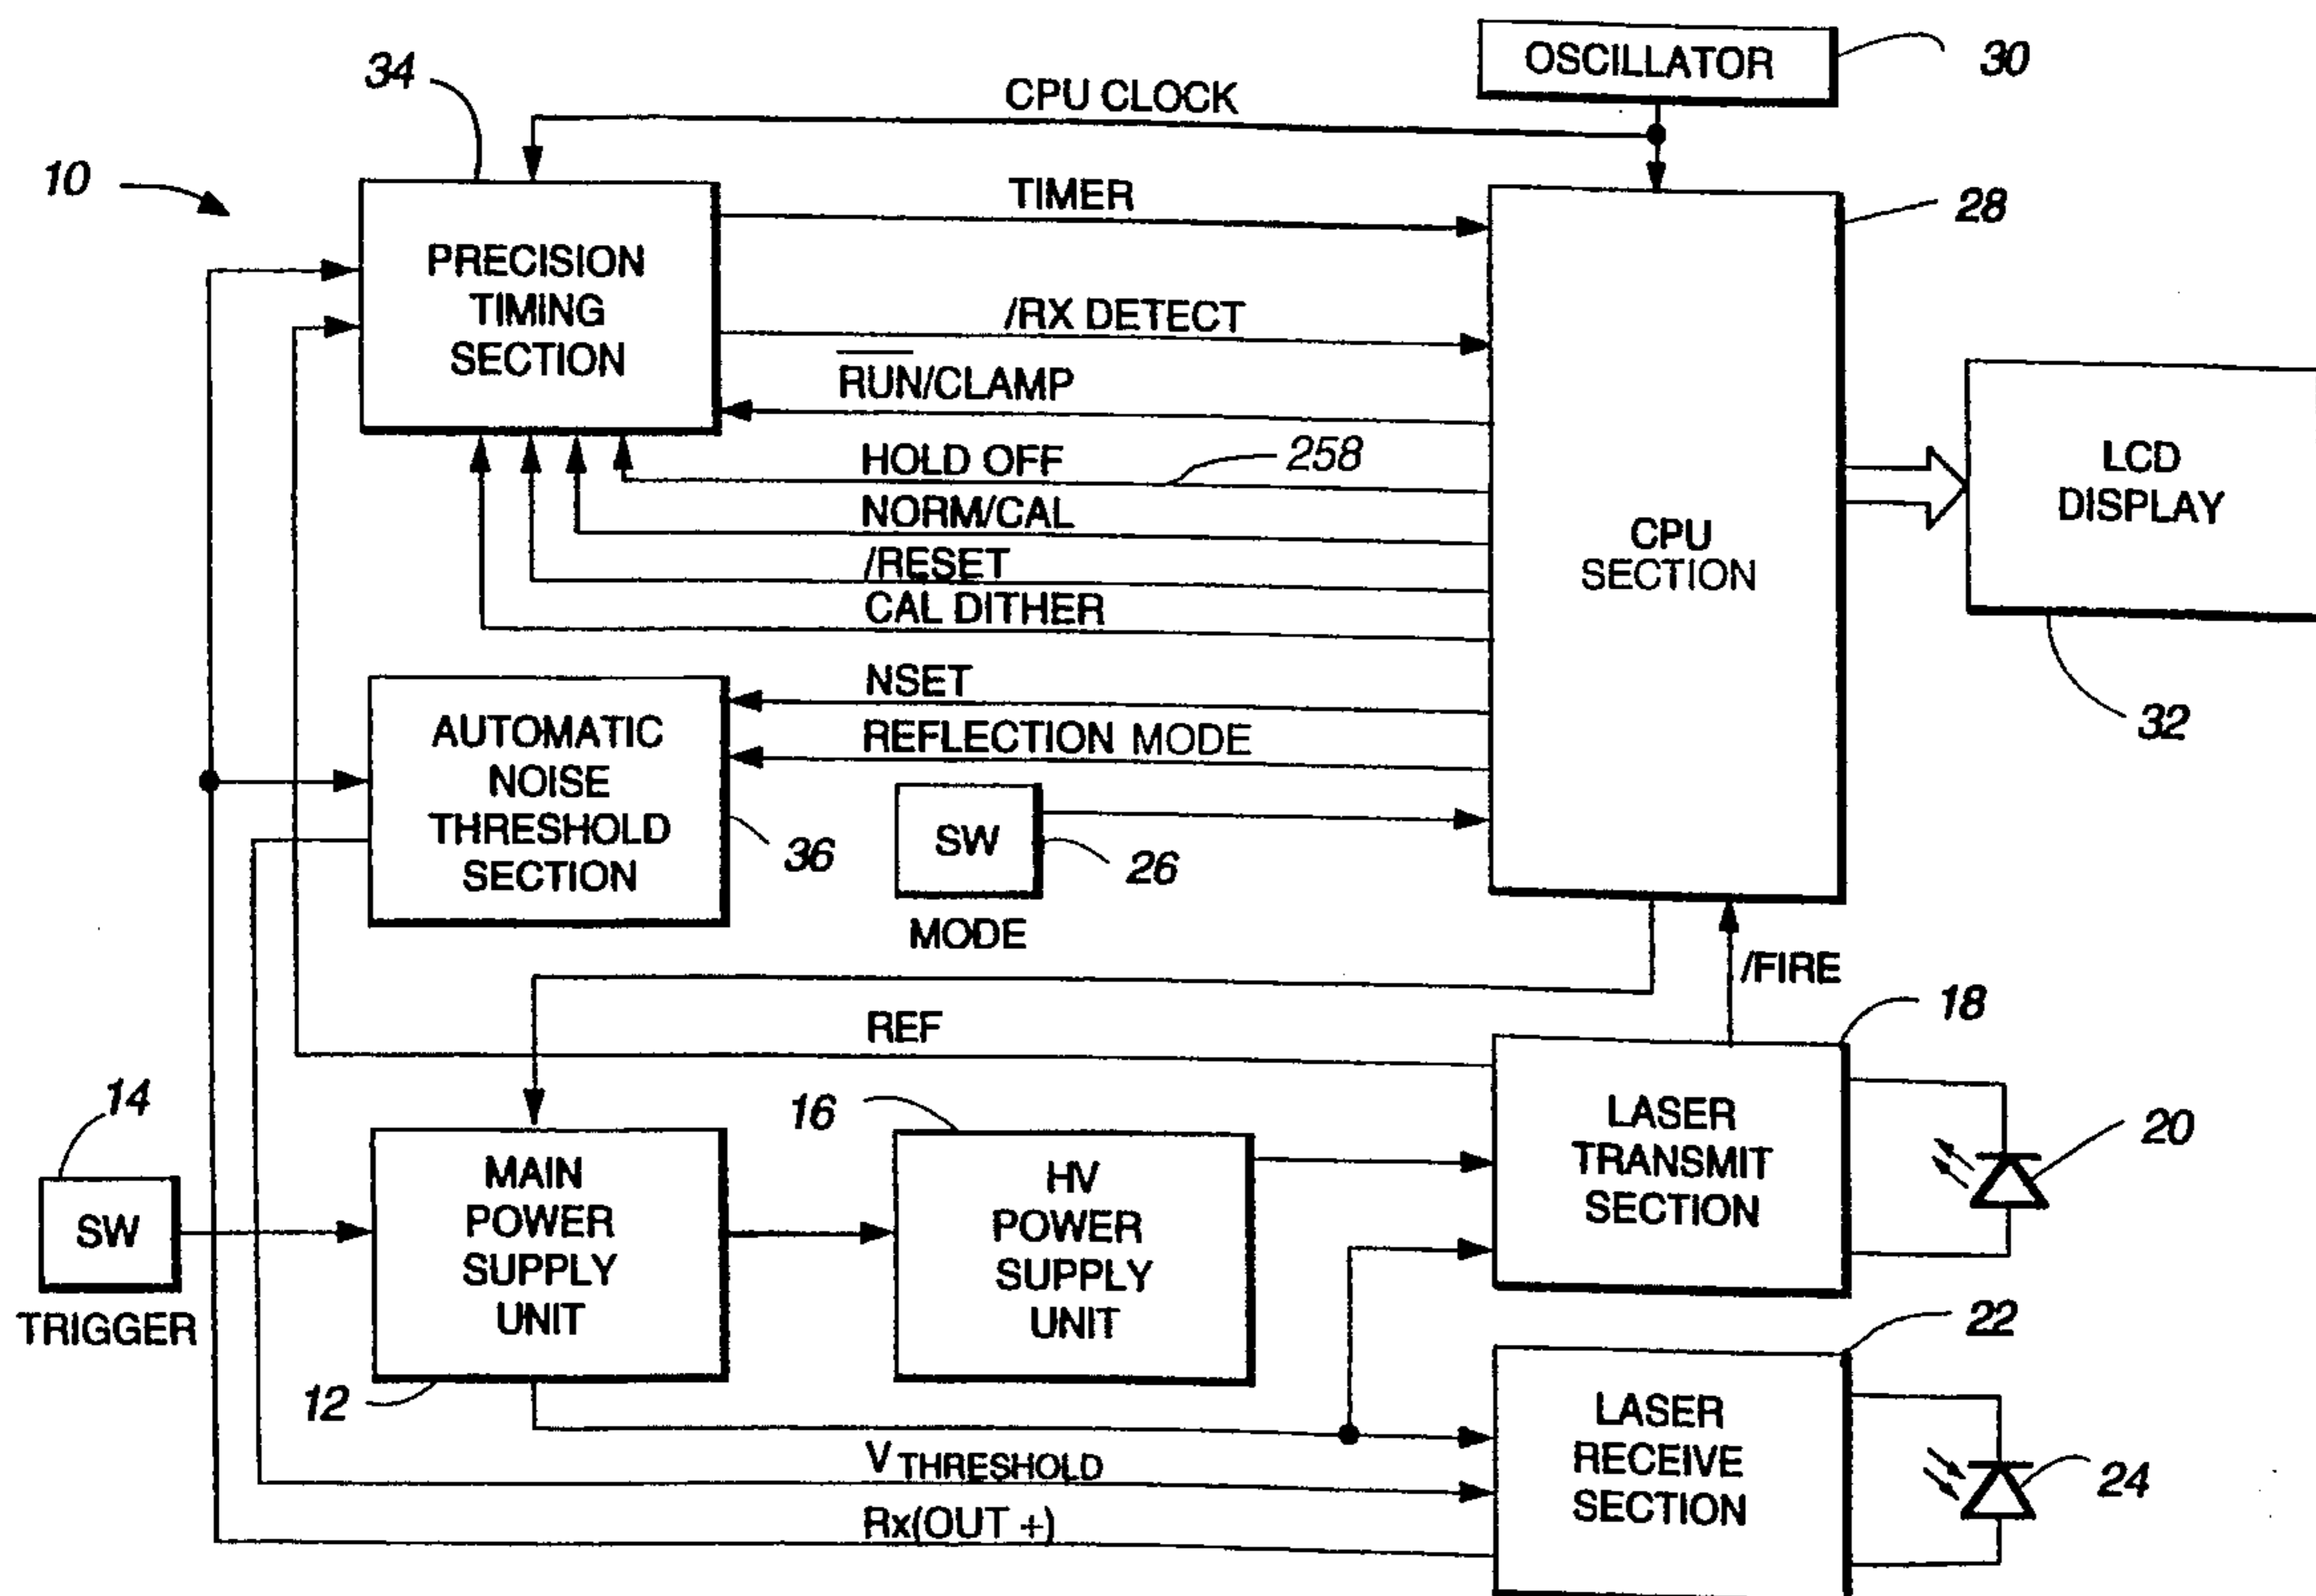 OSCILLATOR
30
34
CPU CLOCK
10
TIMER
28
PRECISION
TIMING
SECTION
/RX DETECT
R̅U̅N̅/CLAMP
HOLD OFF
258
NORM/CAL
/RESET
CAL DITHER
CPU
SECTION
LCD
DISPLAY
32
NSET
REFLECTION MODE
AUTOMATIC
NOISE
THRESHOLD
SECTION
36
SW
26
MODE
/FIRE
18
REF
14
SW
TRIGGER
MAIN
POWER
SUPPLY
UNIT
12
16
HV
POWER
SUPPLY
UNIT
LASER
TRANSMIT
SECTION
20
22
LASER
RECEIVE
SECTION
24
V THRESHOLD
Rx(OUT +)